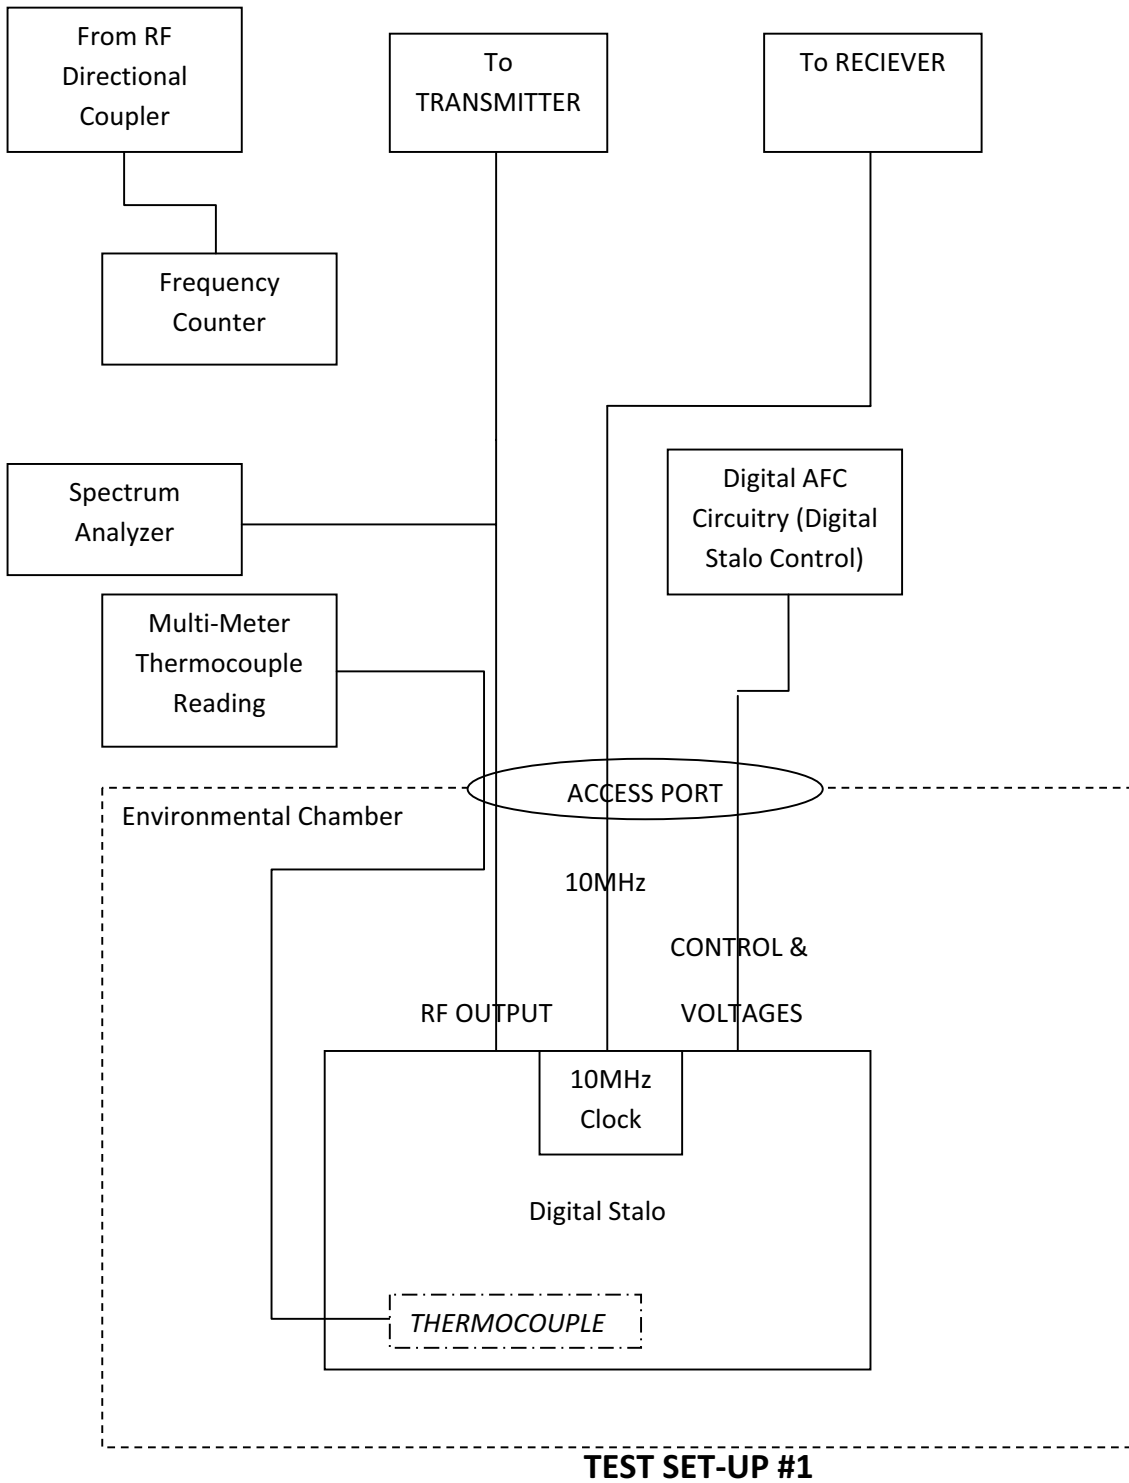 From RF
Directional
Coupler
To
TRANSMITTER
To RECIEVER
Frequency
Counter
Spectrum
Analyzer
Digital AFC
Circuitry (Digital
Stalo Control)
Multi-Meter
Thermocouple
Reading
ACCESS PORT
Environmental Chamber
10MHz
CONTROL &
VOLTAGES
RF OUTPUT
10MHz
Clock
Digital Stalo
THERMOCOUPLE
TEST SET-UP #1